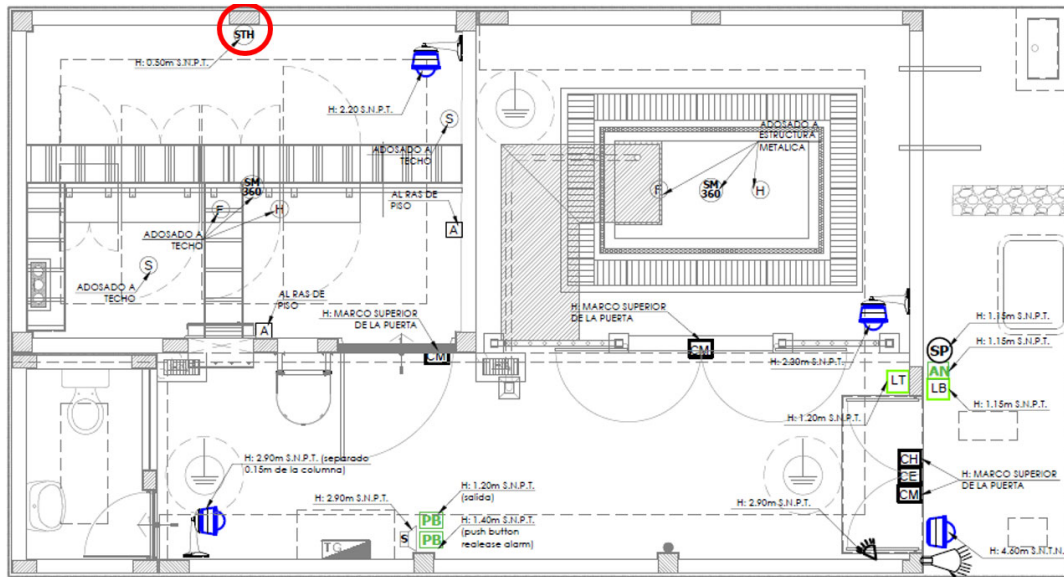 STH
H: 0.50m S.N.P.T.
H: 2.20 S.N.P.T.
S
ADOSADO A
TECHO
ADOSADO A
ESTRUCTURA
METALICA
SM
360
F
H
AL RAS DE
PISO
A
ADOSADO A
TECHO
F
SM
360
H
S
ADOSADO A
TECHO
AL RAS DE
PISO
A
H: MARCO SUPERIOR
DE LA PUERTA
CM
H: MARCO SUPERIOR
DE LA PUERTA
CM
H: 2.30m S.N.P.T.
H: 1.15m S.N.P.T.
SP
H: 1.15m S.N.P.T.
AN
LT
LB
H: 1.15m S.N.P.T.
H: 1.20m S.N.P.T.
H: 2.90m S.N.P.T. (separado
0.15m de la columna)
H: 2.90m S.N.P.T.
H: 1.20m S.N.P.T.
(salida)
PB
H: 1.40m S.N.P.T.
(push button
realease alarm)
PB
S
TG
H: 2.90m S.N.P.T.
CH
CE
CM
H: MARCO SUPERIOR
DE LA PUERTA
H: 4.60m S.N.T.N.